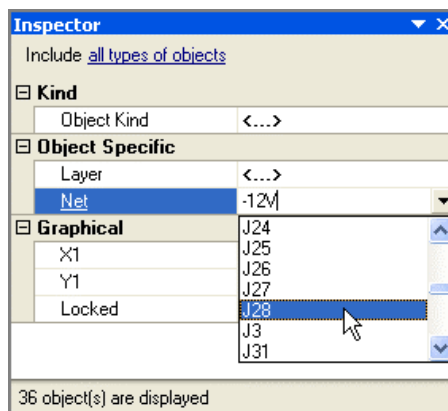 Inspector
Include all types of objects
Kind
Object Kind <...>
Object Specific
Layer <...>
Net -12V
Graphical
J24
J25
X1
J26
Y1
J27
Locked
J28
J3
J31
36 object(s) are displayed